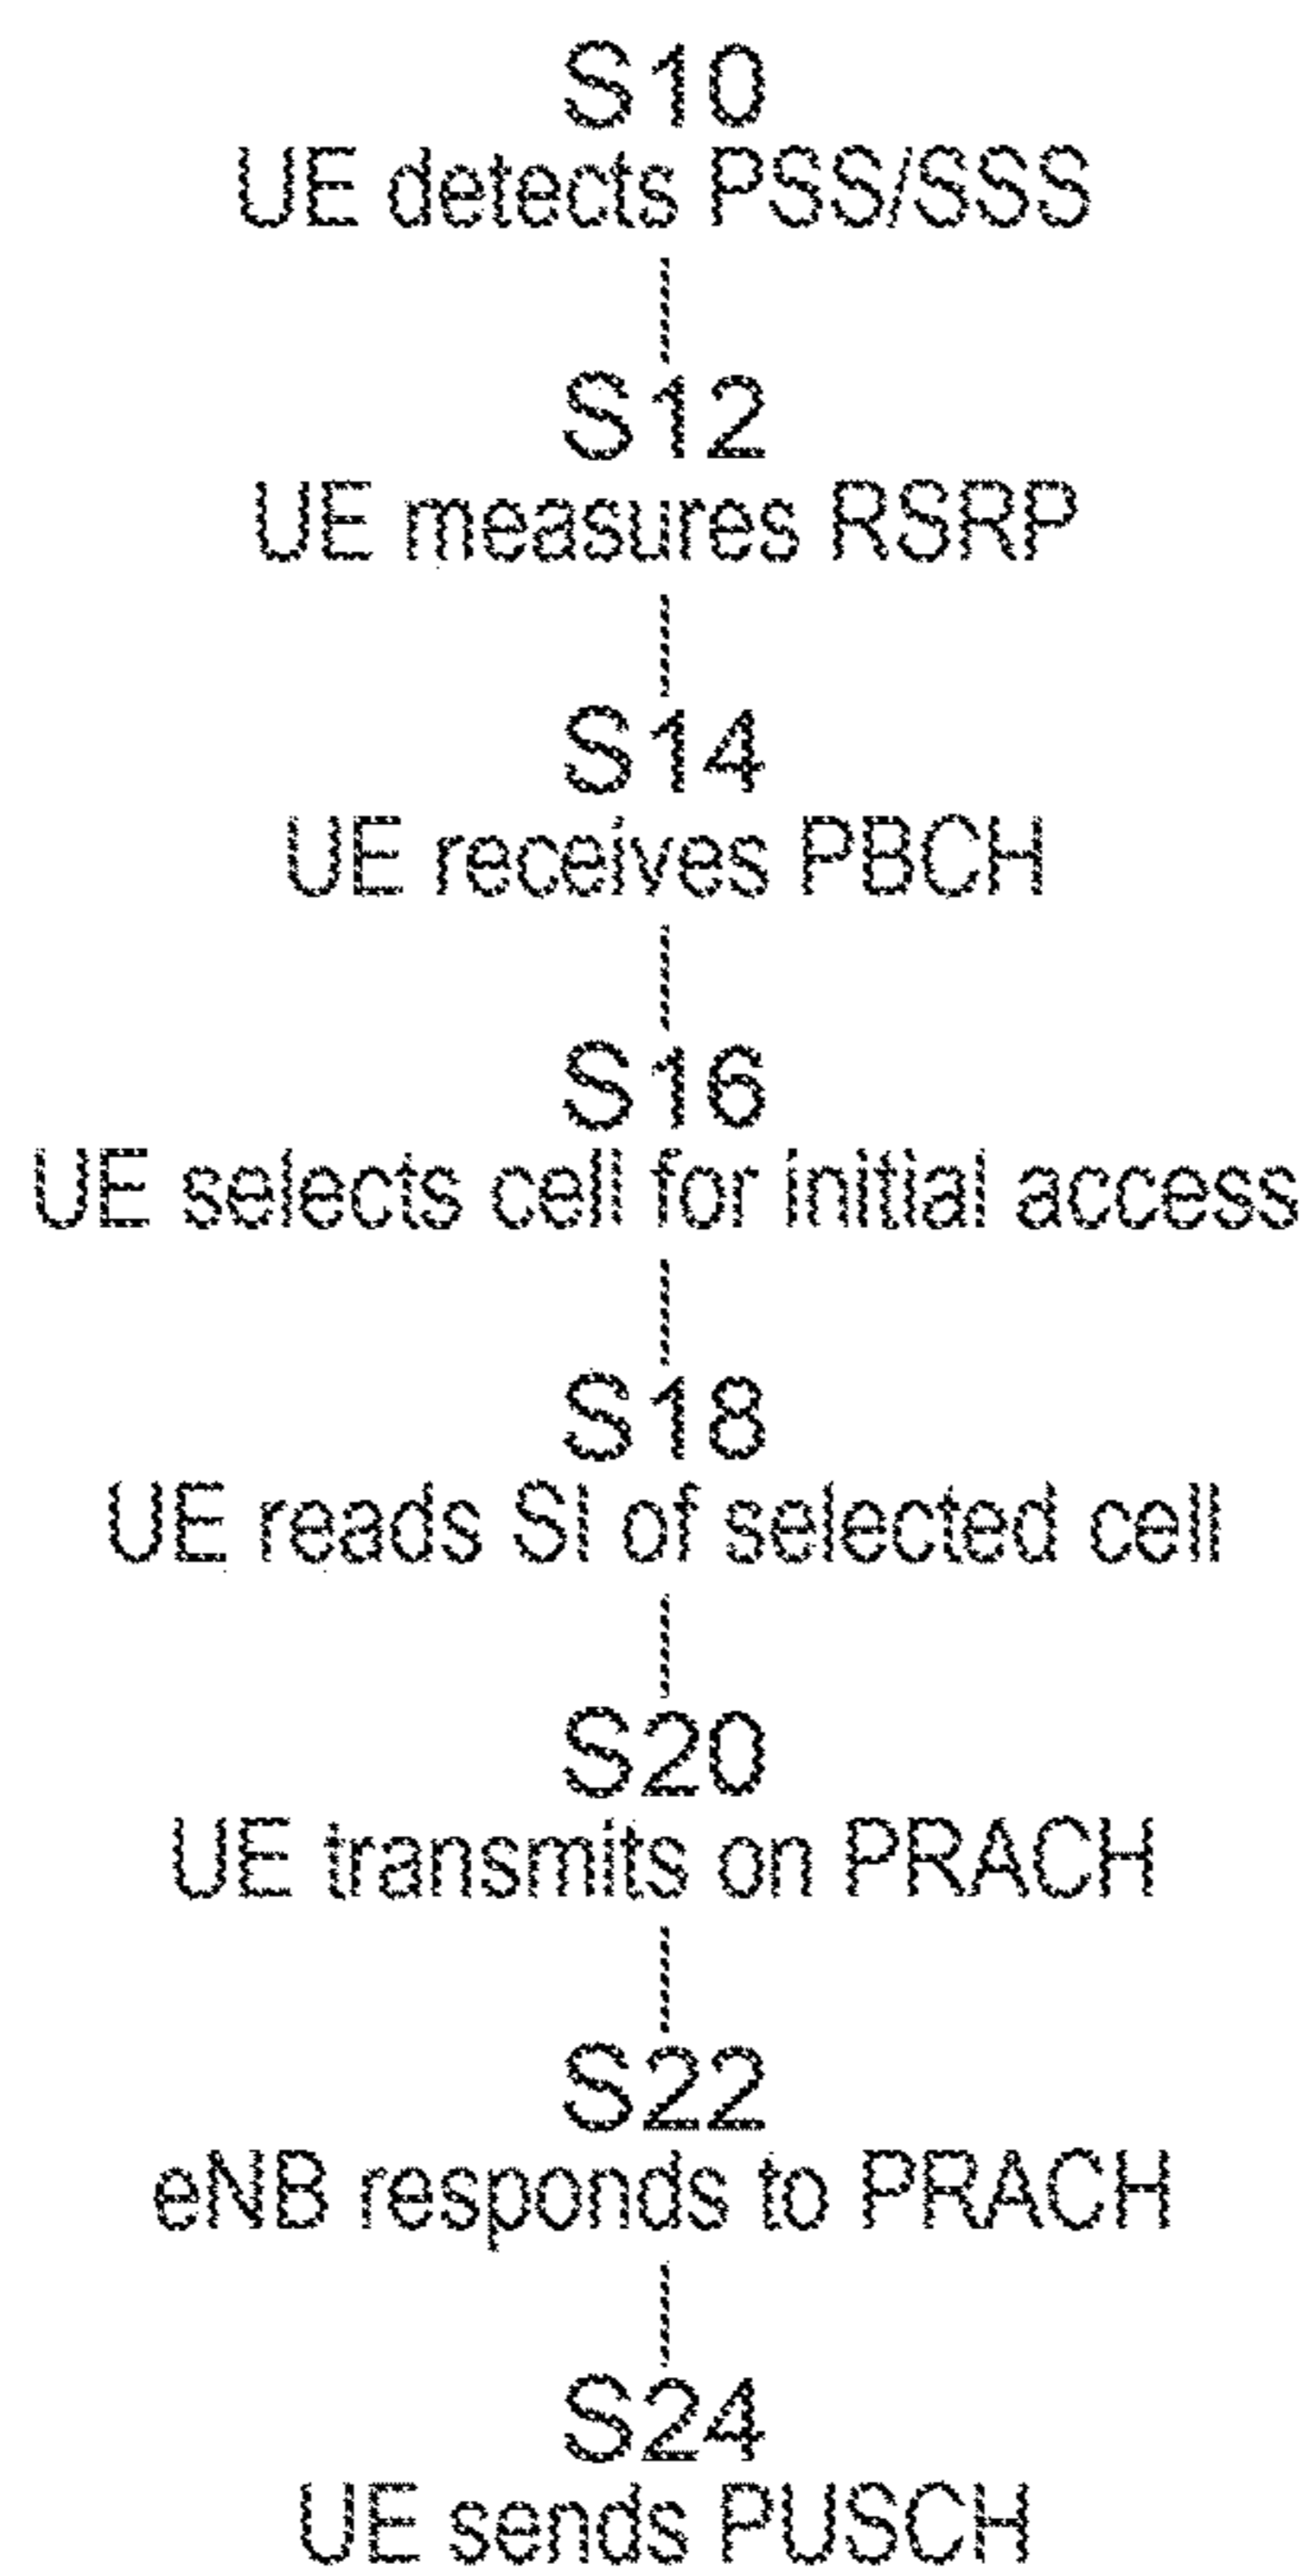 S10
UE detects PSS/SSS
S12
UE measures RSRP
S14
UE receives PBCH
S16
UE selects cell for initial access
S18
UE reads SI of selected cell
S20
UE transmits on PRACH
S22
eNB responds to PRACH
S24
UE sends PUSCH